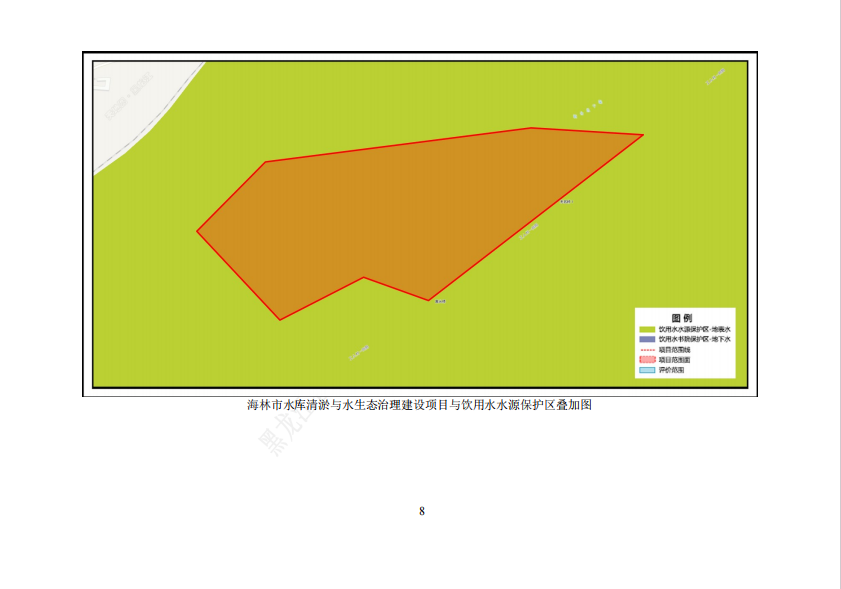 图例
饮用水水源保护区-地表水
饮用水水源保护区-地下水
项目范围线
项目范围面
评价范围
海林市水库清淤与水生态治理建设项目与饮用水水源保护区叠加图
黑龙
8